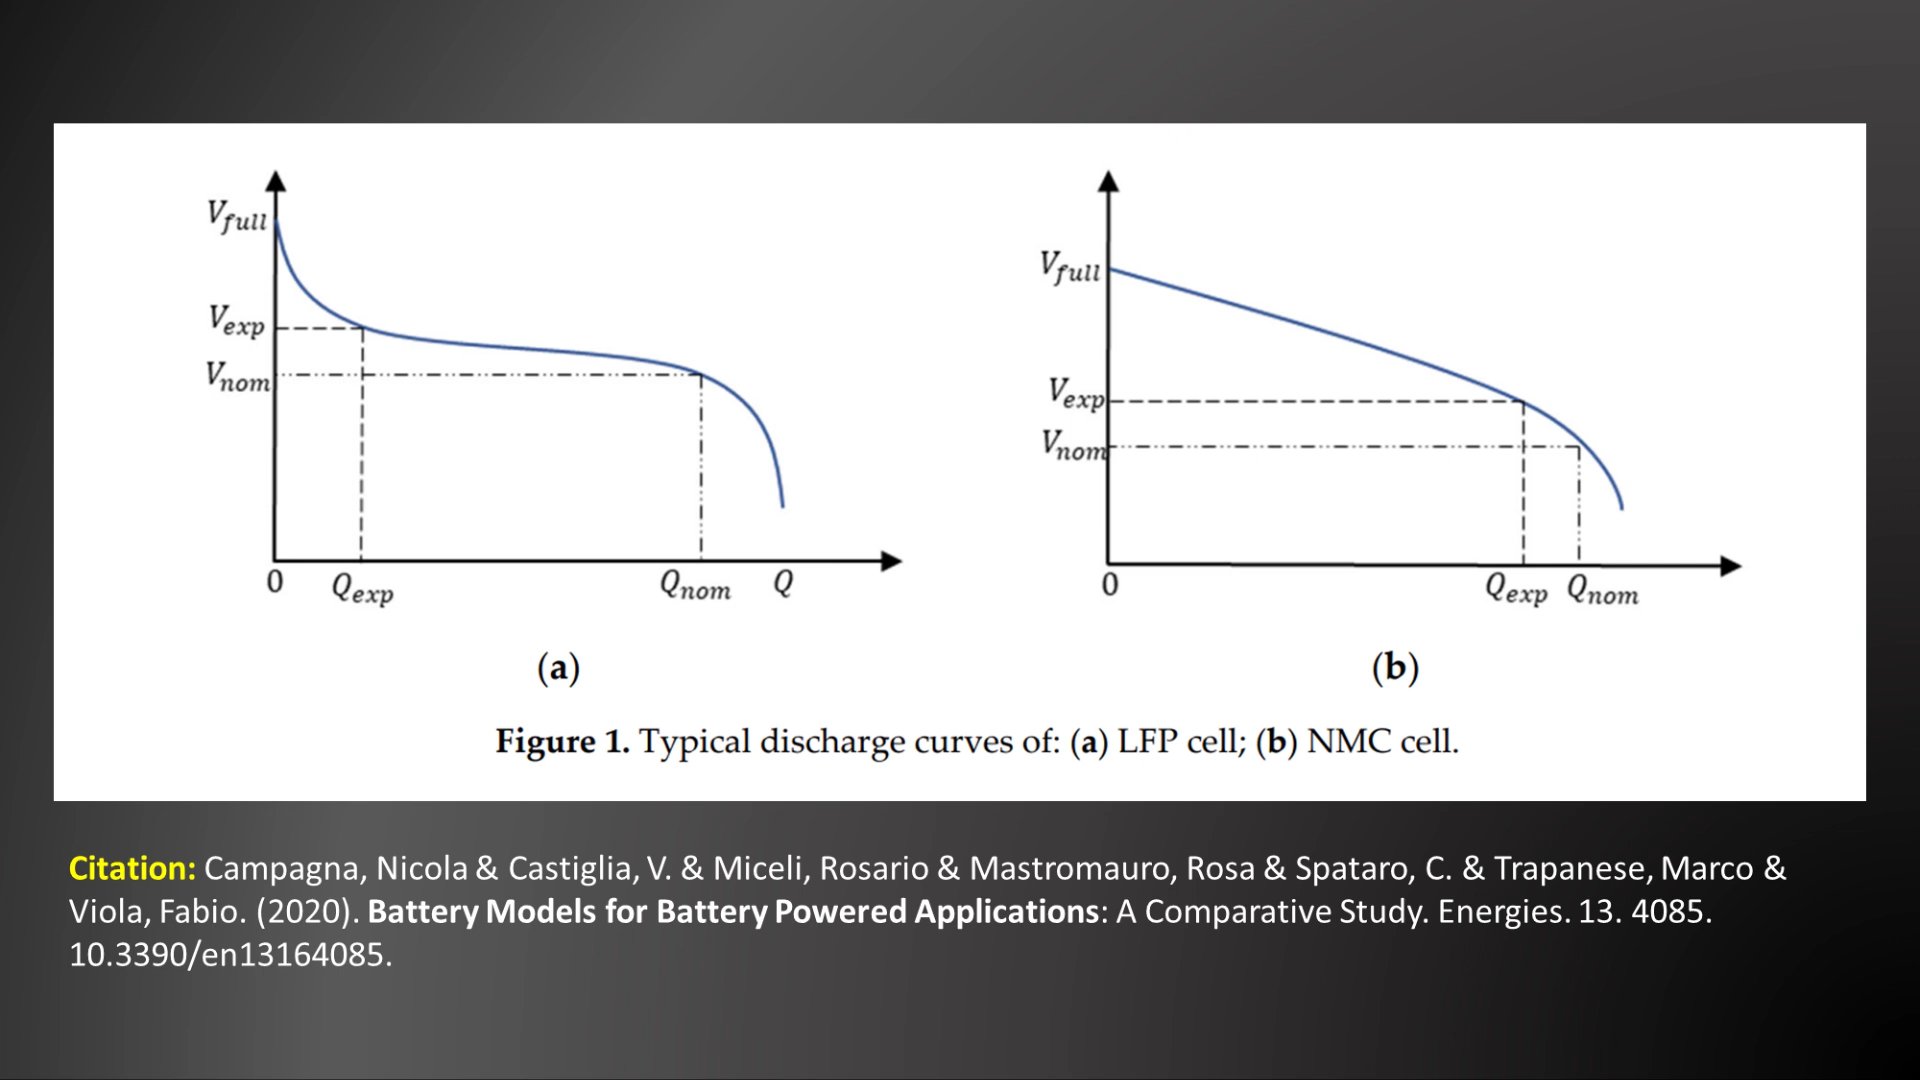 V_full
V_exp
V_nom
0 Q_exp Q_nom Q
(a)
V_full
V_exp
V_nom
0 Q_exp Q_nom
(b)
Figure 1. Typical discharge curves of: (a) LFP cell; (b) NMC cell.
Citation: Campagna, Nicola & Castiglia, V. & Miceli, Rosario & Mastromauro, Rosa & Spataro, C. & Trapanese, Marco &
Viola, Fabio. (2020). Battery Models for Battery Powered Applications: A Comparative Study. Energies. 13. 4085.
10.3390/en13164085.